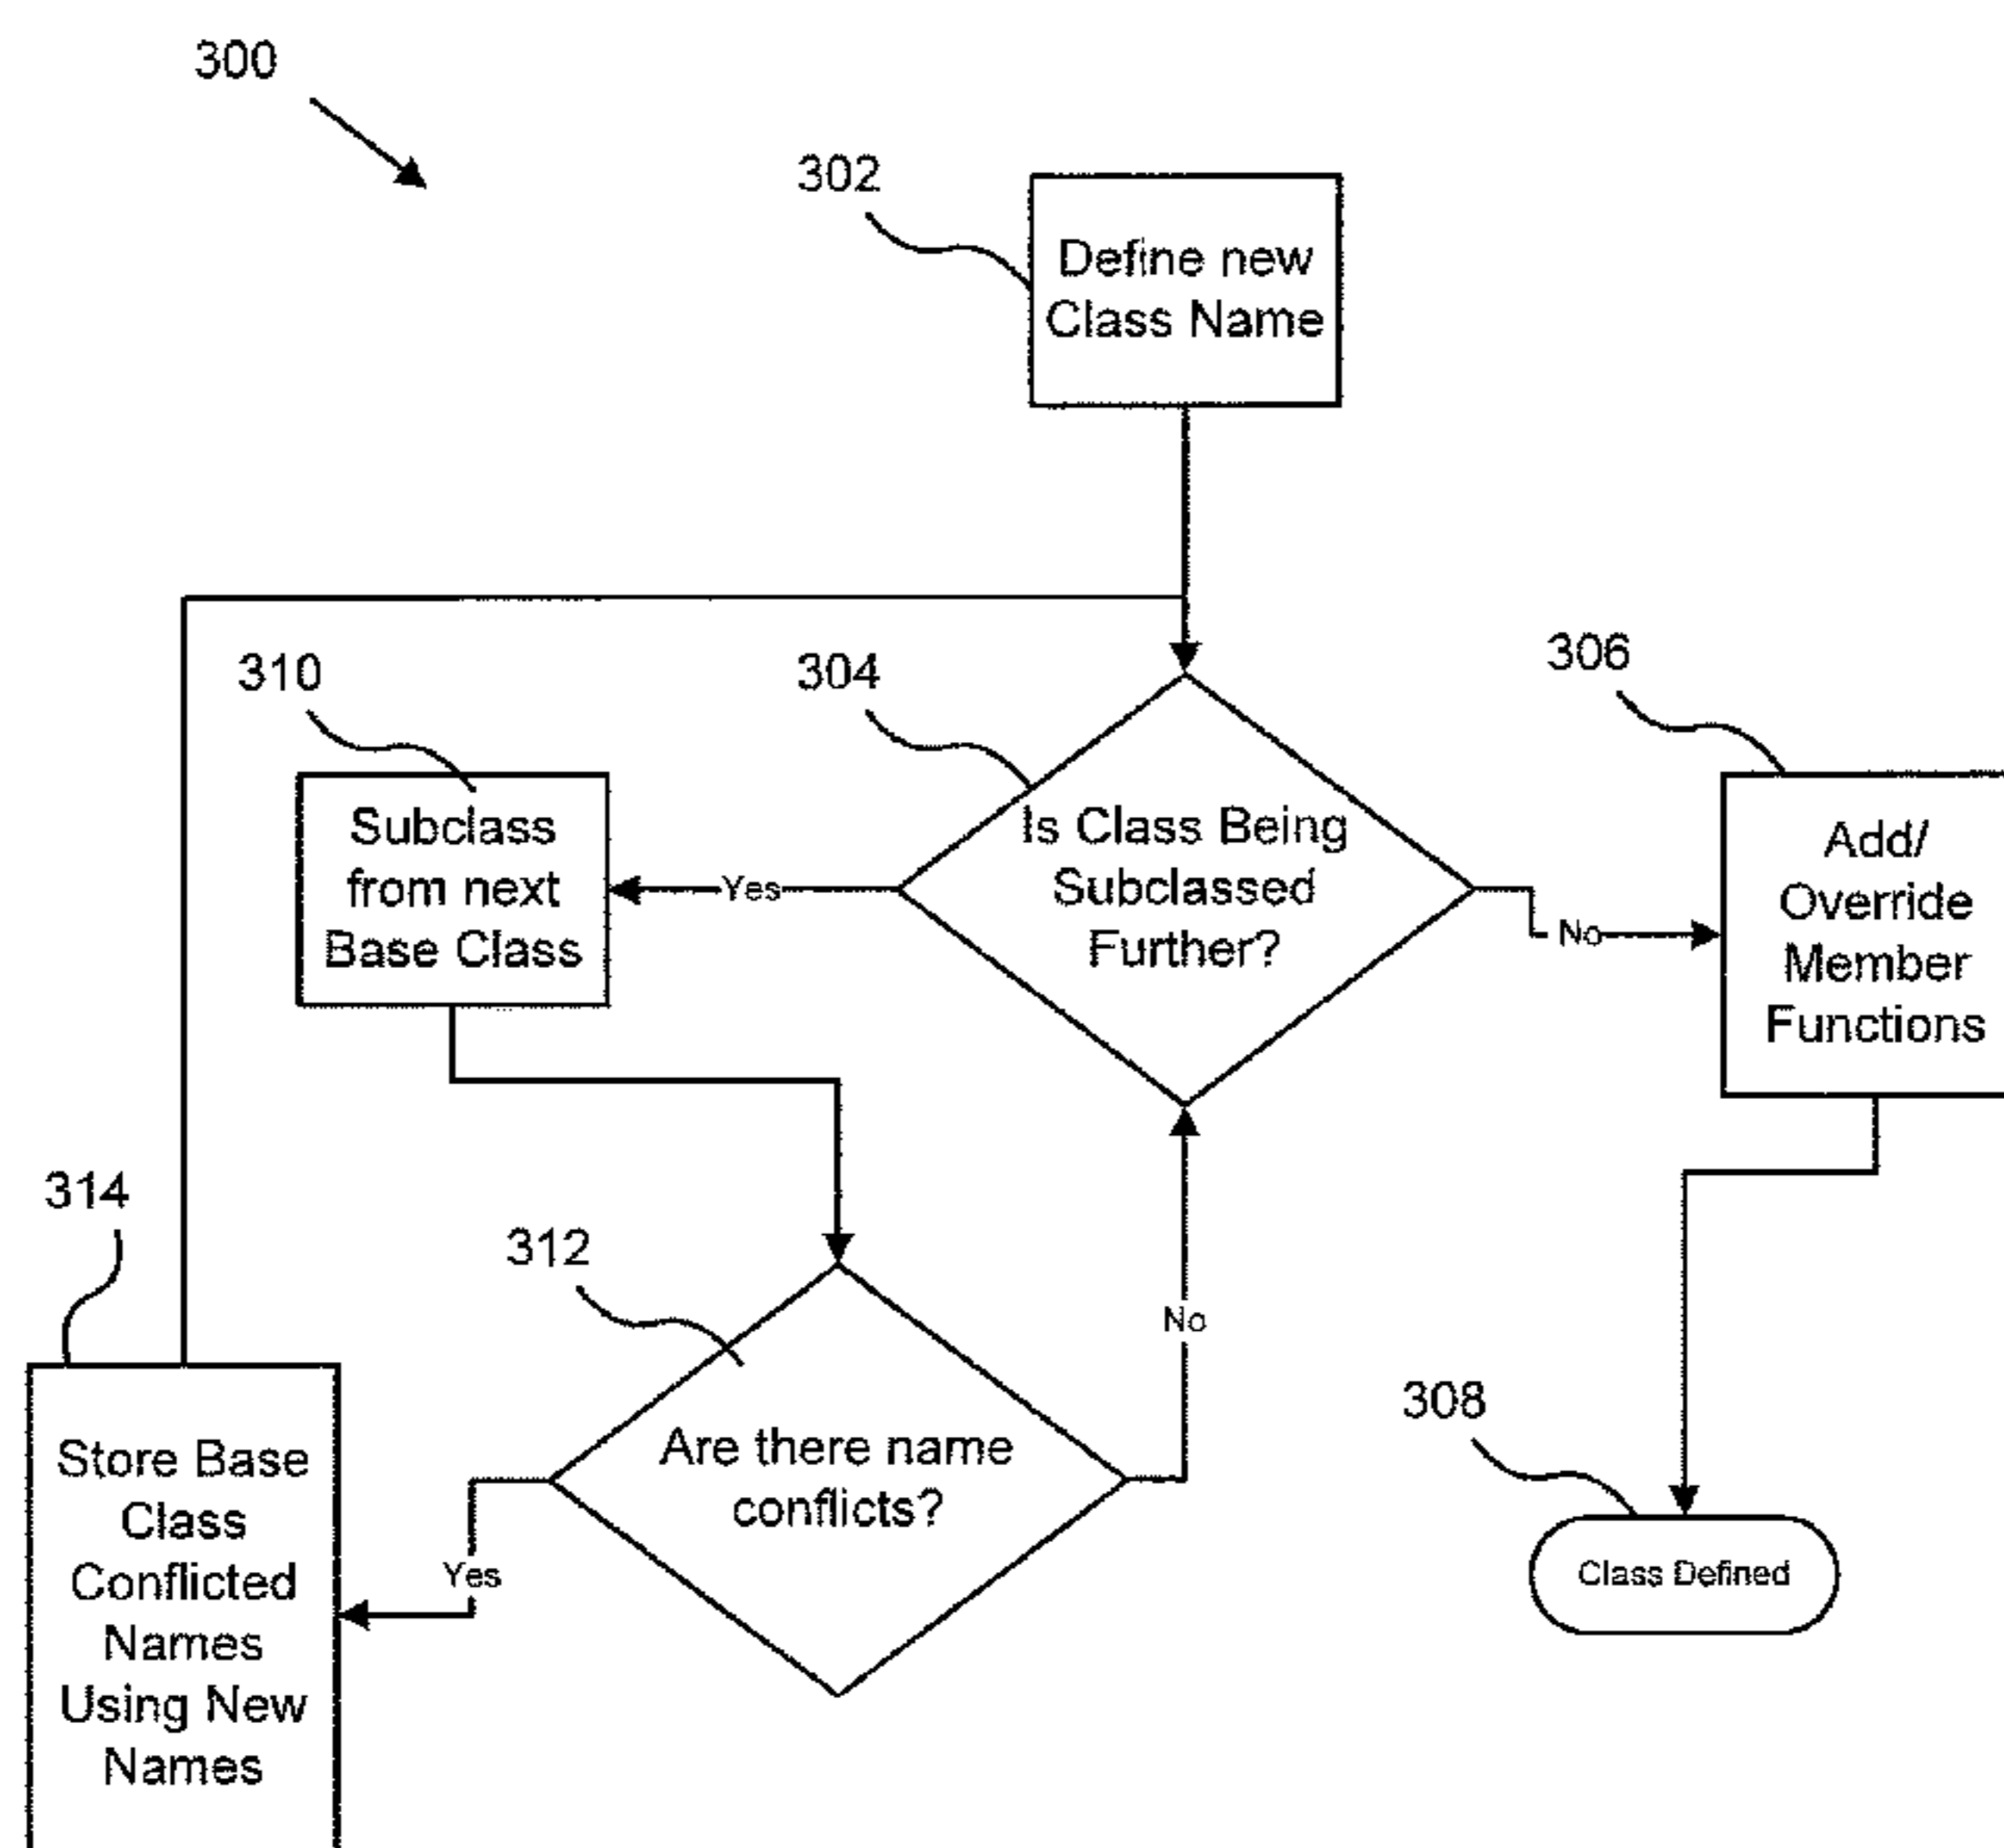 300
302
Define new
Class Name
310
304
306
Subclass
from next
Base Class
Yes
Is Class Being
Subclassed
Further?
No
Add/
Override
Member
Functions
314
312
No
308
Are there name
conflicts?
Yes
Store Base
Class
Conflicted
Names
Using New
Names
Class Defined